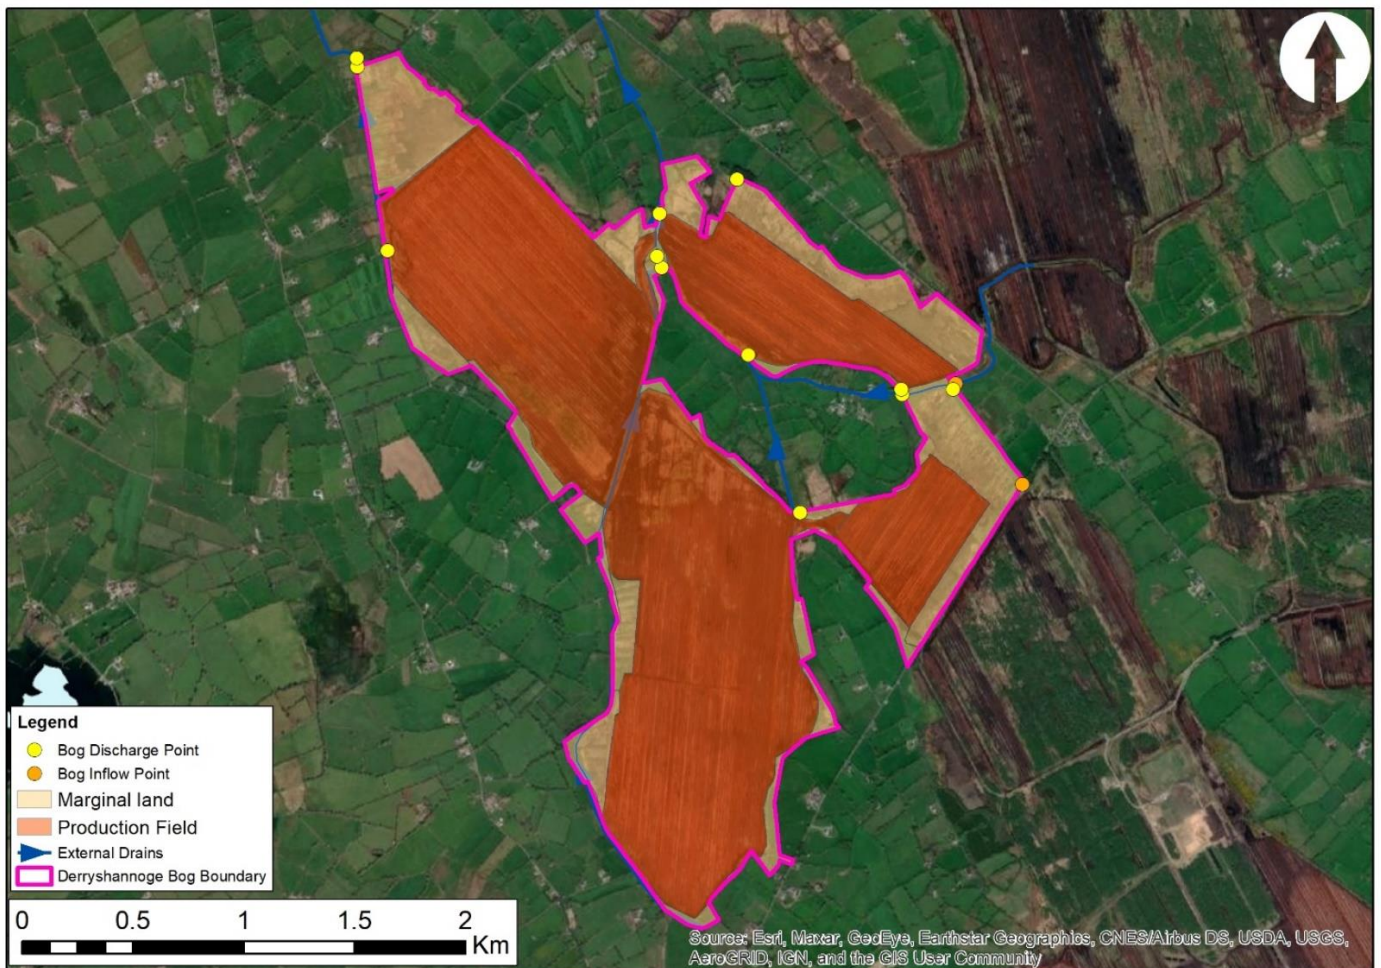 Legend
Bog Discharge Point
Bog Inflow Point
Marginal land
Production Field
External Drains
Derryshannoge Bog Boundary
0 0.5 1 1.5 2
Km
Source: Esri, Maxar, GeoEye, Earthstar Geographics, CNES/Airbus DS, USDA, USGS,
AeroGRID, IGN, and the GIS User Community